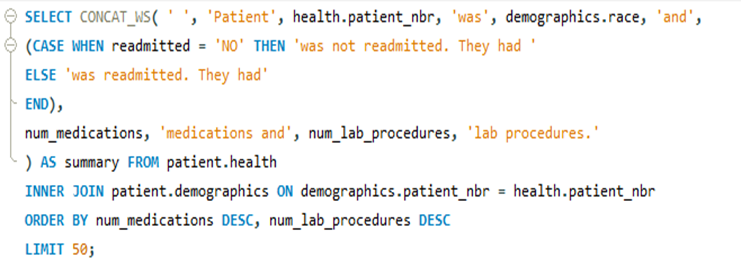 SELECT CONCAT_WS( ' ', 'Patient', health.patient_nbr, 'was', demographics.race, 'and',
(CASE WHEN readmitted = 'NO' THEN 'was not readmitted. They had '
ELSE 'was readmitted. They had'
END),
num_medications, 'medications and', num_lab_procedures, 'lab procedures.'
) AS summary FROM patient.health
INNER JOIN patient.demographics ON demographics.patient_nbr = health.patient_nbr
ORDER BY num_medications DESC, num_lab_procedures DESC
LIMIT 50;